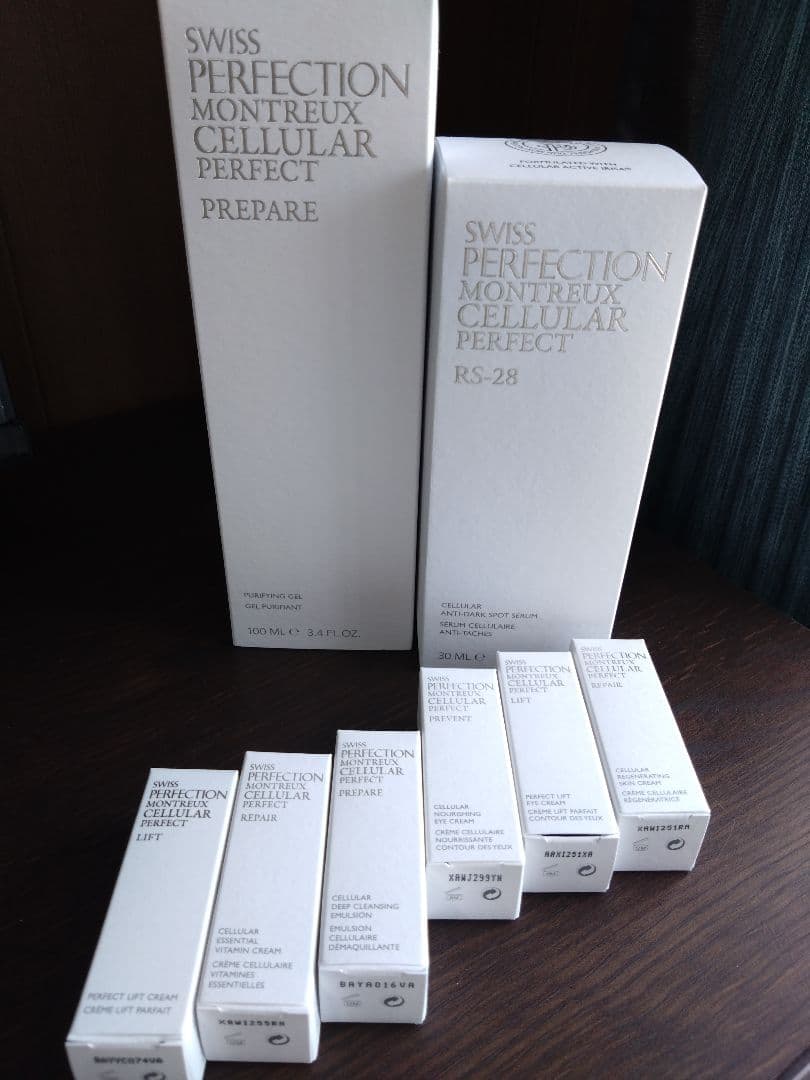 SWISS
PERFECTION
MONTREUX
CELLULAR
PERFECT
PREPARE
PURIFYING GEL
GEL PURIFIANT
100 ML ℮ 3.4 FL.OZ.
FORMULATED WITH
CELLULAR ACTIVE IRISA®
SWISS
PERFECTION
MONTREUX
CELLULAR
PERFECT
RS-28
CELLULAR
ANTI-DARK SPOT SERUM
SÉRUM CELLULAIRE
ANTI-TACHES
30 ML ℮
SWISS
PERFECTION
MONTREUX
CELLULAR
PERFECT
LIFT
PERFECT LIFT CREAM
CRÈME LIFT PARFAIT
SWISS
PERFECTION
MONTREUX
CELLULAR
PERFECT
REPAIR
CELLULAR
ESSENTIAL
VITAMIN CREAM
CRÈME CELLULAIRE
VITAMINES
ESSENTIELLES
SWISS
PERFECTION
MONTREUX
CELLULAR
PERFECT
PREPARE
CELLULAR
DEEP CLEANSING
EMULSION
EMULSION
CELLULAIRE
DÉMAQUILLANTE
BAYA016VA
SWISS
PERFECTION
MONTREUX
CELLULAR
PERFECT
PREVENT
CELLULAR
NOURISHING
EYE CREAM
CRÈME CELLULAIRE
NOURRISSANTE
CONTOUR DES YEUX
SWISS
PERFECTION
MONTREUX
CELLULAR
PERFECT
LIFT
PERFECT LIFT
EYE CREAM
CRÈME LIFT PARFAIT
CONTOUR DES YEUX
SWISS
PERFECTION
MONTREUX
CELLULAR
PERFECT
REPAIR
CELLULAR
REGENERATING
SKIN CREAM
CRÈME CELLULAIRE
RÉGÉNÉRATRICE